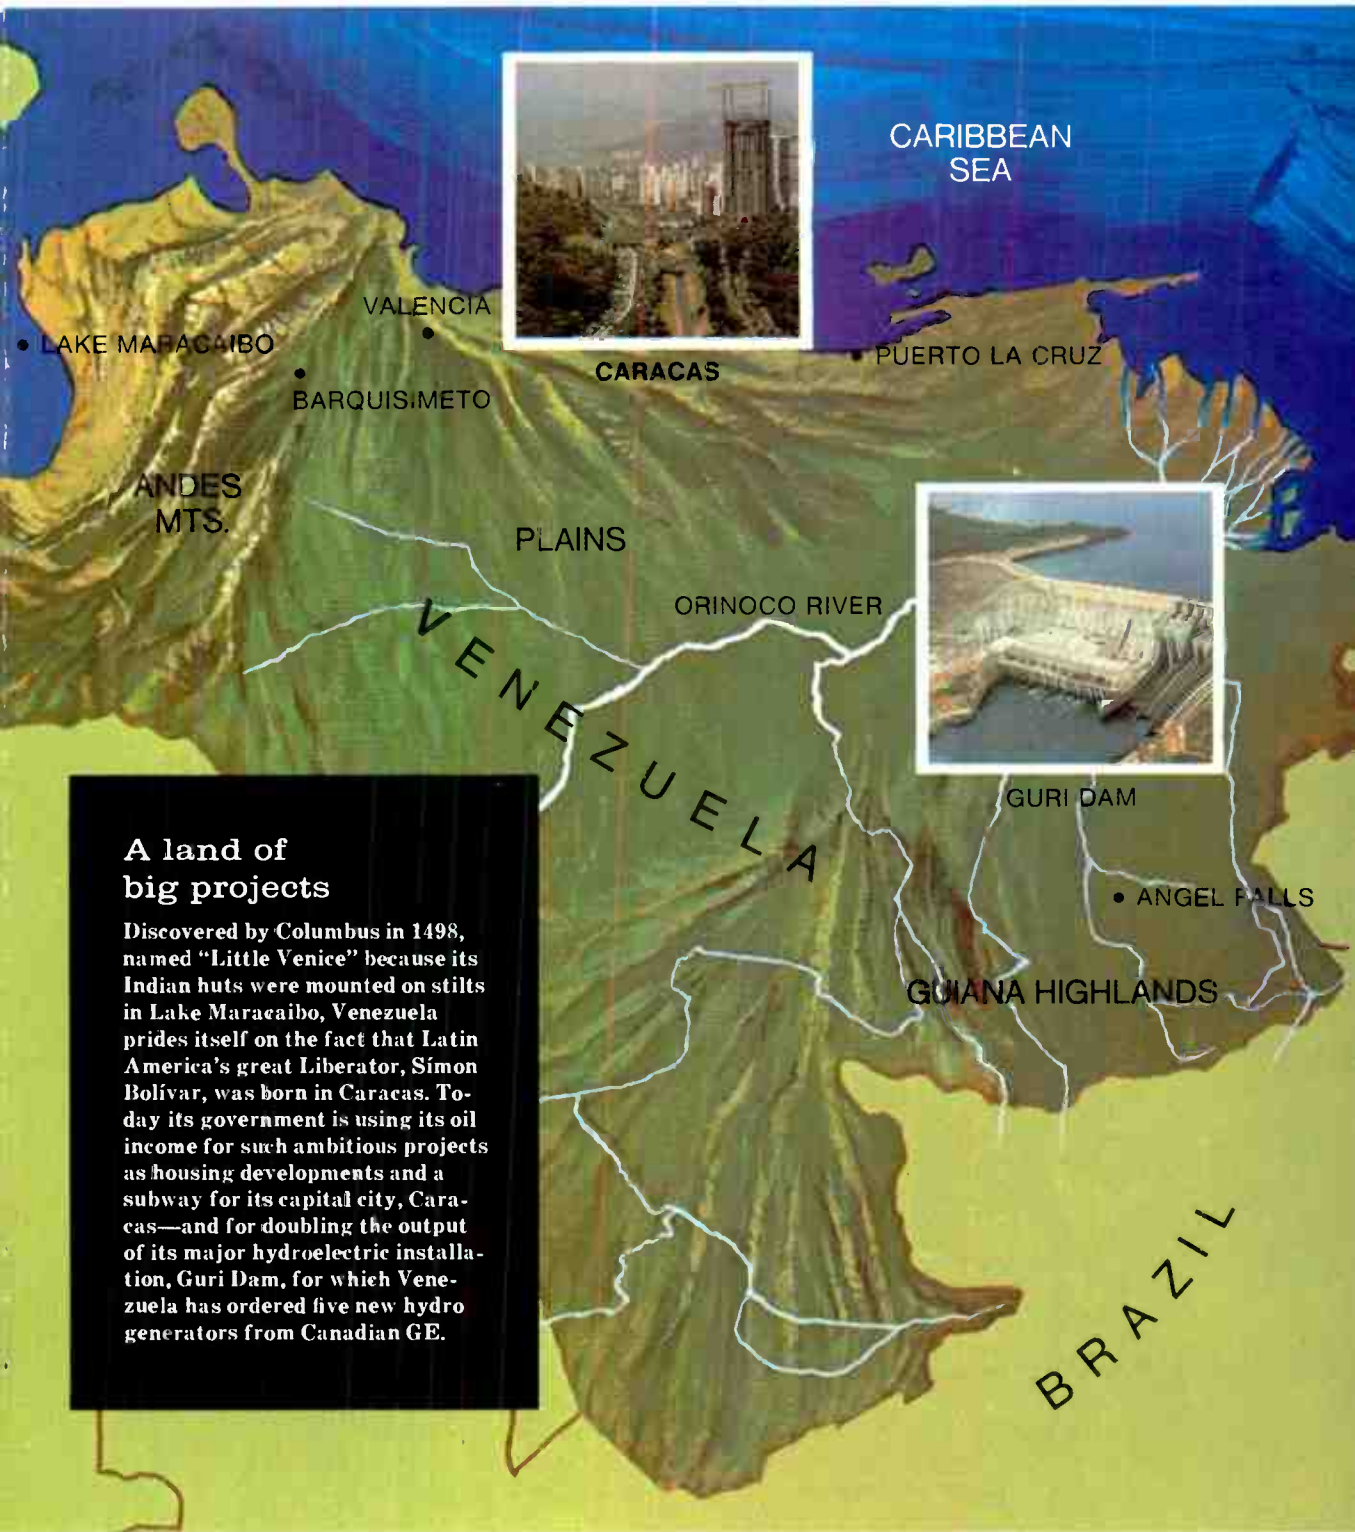 CARIBBEAN
SEA
VALENCIA
LAKE MARACAIBO
PUERTO LA CRUZ
CARACAS
BARQUISIMETO
ANDES
MTS.
PLAINS
ORINOCO RIVER
VENEZUELA
GURI DAM
ANGEL FALLS
GUIANA HIGHLANDS
BRAZIL
A land of
big projects
Discovered by Columbus in 1498,
named “Little Venice” because its
Indian huts were mounted on stilts
in Lake Maracaibo, Venezuela
prides itself on the fact that Latin
America’s great Liberator, Símon
Bolívar, was born in Caracas. To-
day its government is using its oil
income for such ambitious projects
as housing developments and a
subway for its capital city, Cara-
cas—and for doubling the output
of its major hydroelectric installa-
tion, Guri Dam, for which Vene-
zuela has ordered five new hydro
generators from Canadian GE.